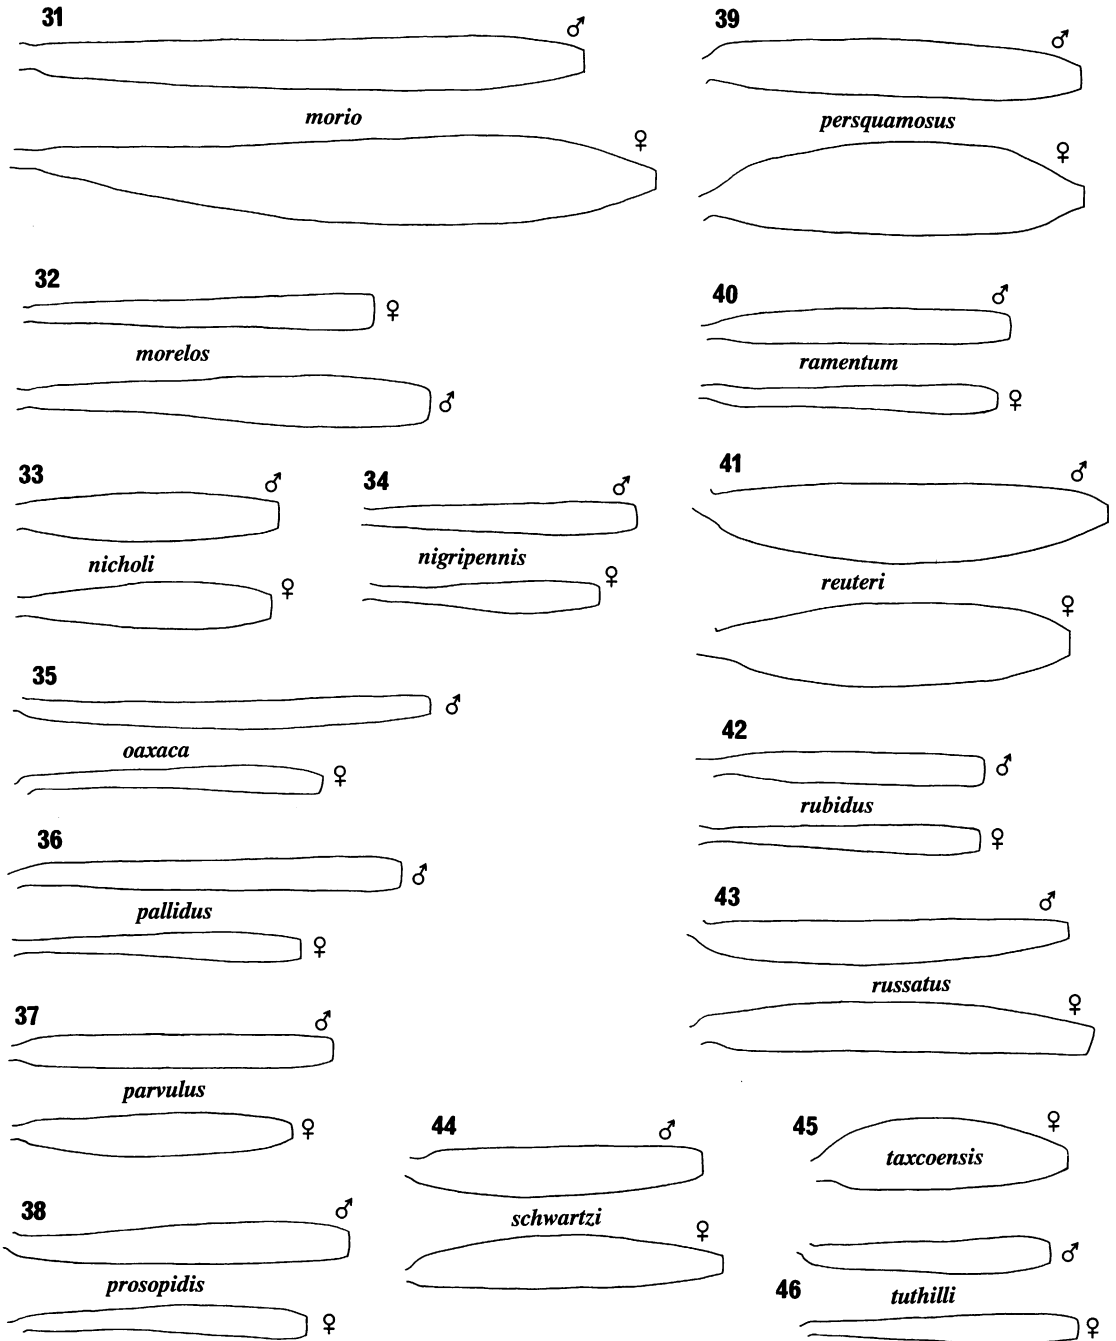 31
♂
morio
♀
32
♀
morelos
♂
33
♂
nicholi
♀
34
♂
nigripennis
♀
35
♂
oaxaca
♀
36
♂
pallidus
♀
37
♂
parvulus
♀
38
♂
prosopidis
♀
39
♂
persquamosus
♀
40
♂
ramentum
♀
41
♂
reuteri
♀
42
♂
rubidus
♀
43
♂
russatus
♀
44
♂
schwartzi
♀
45
♀
taxcoensis
♂
46
tuthilli
♀